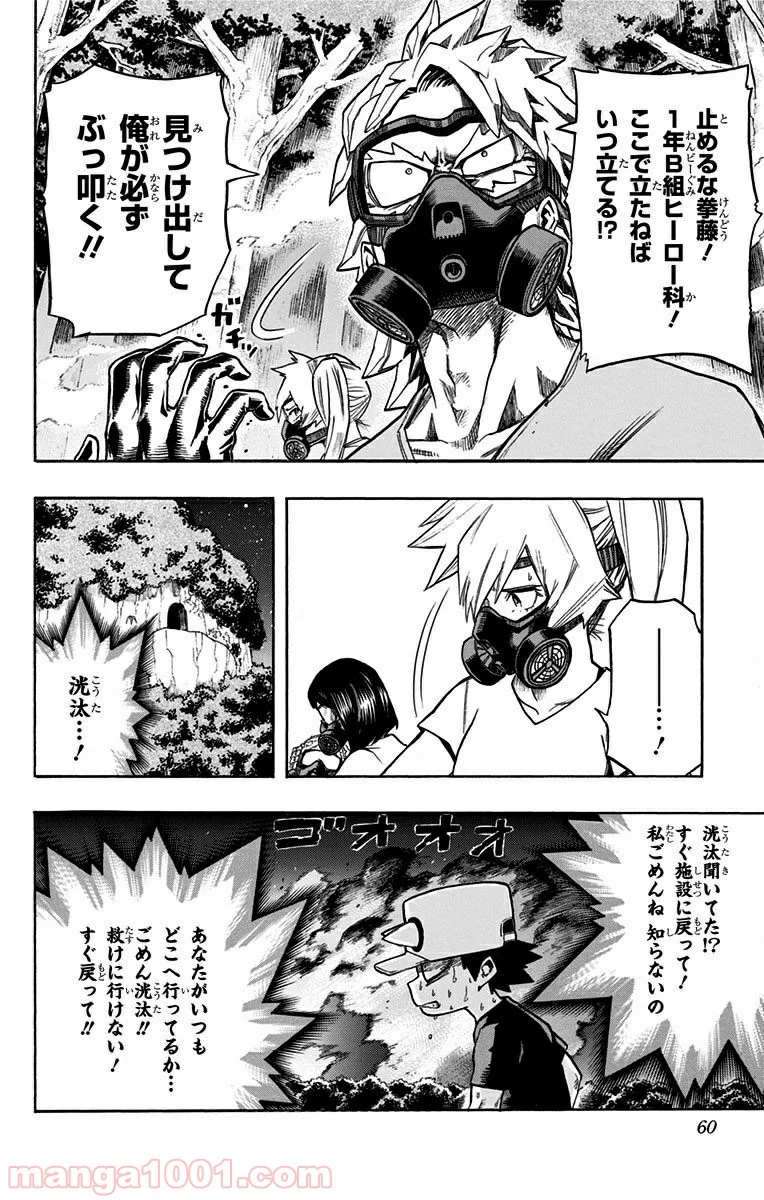 止めるな拳藤！
１年Ｂ組ヒーロー科！
ここで立たねば
いつ立てる!?
見つけ出して
俺が必ず
ぶっ叩く!!
ガチッ
――…！
洸汰…！
洸汰聞いてた!?
すぐ施設に戻って！
私ごめんね 知らないの
ゴオオオオ
あなたがいつも
どこへ行ってるか…
ごめん洸汰!!
救けに行けない！
すぐ戻って!!
60
manga1001.com